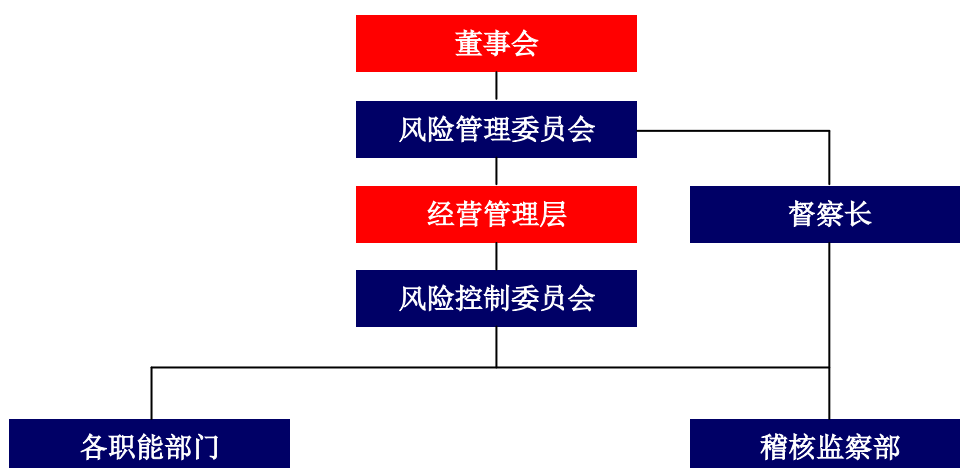 董事会
风险管理委员会
经营管理层
督察长
风险控制委员会
各职能部门
稽核监察部